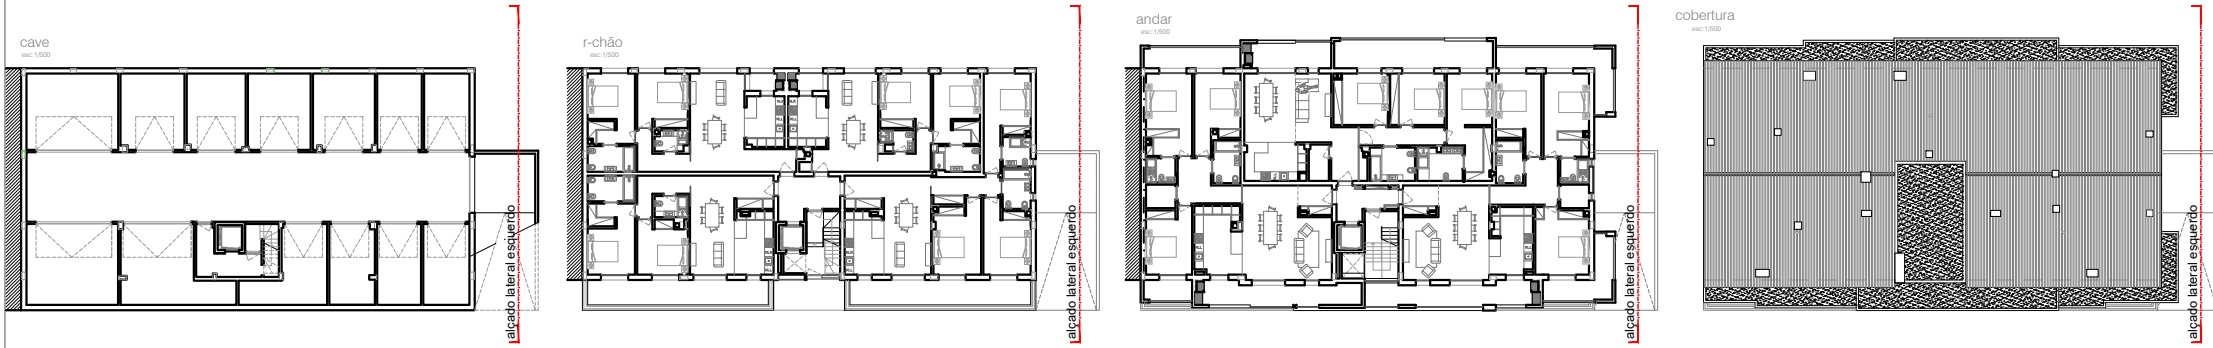 cave
esc:1/500
alçado lateral esquerdo
r-chão
esc:1/500
alçado lateral esquerdo
andar
esc:1/500
alçado lateral esquerdo
cobertura
esc:1/500
alçado lateral esquerdo